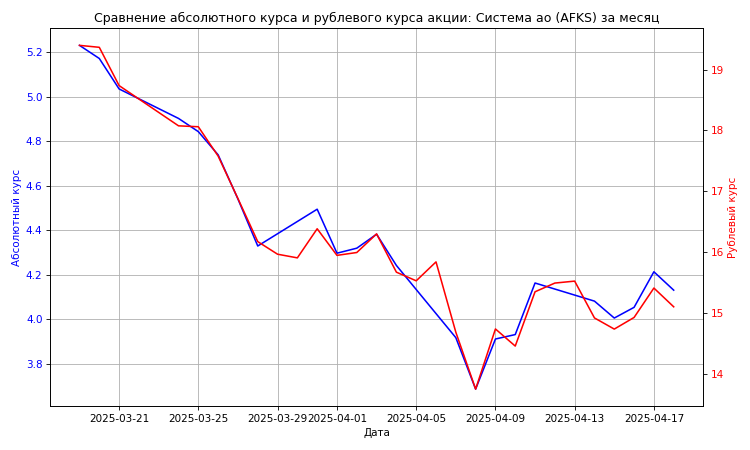 Сравнение абсолютного курса и рублевого курса акции: Система ао (AFKS) за месяц
5.2
5.0
4.8
4.6
4.4
4.2
4.0
3.8
Абсолютный курс
19
18
17
16
15
14
Рублевый курс
2025-03-21 2025-03-25 2025-03-29 2025-04-01 2025-04-05 2025-04-09 2025-04-13 2025-04-17
Дата